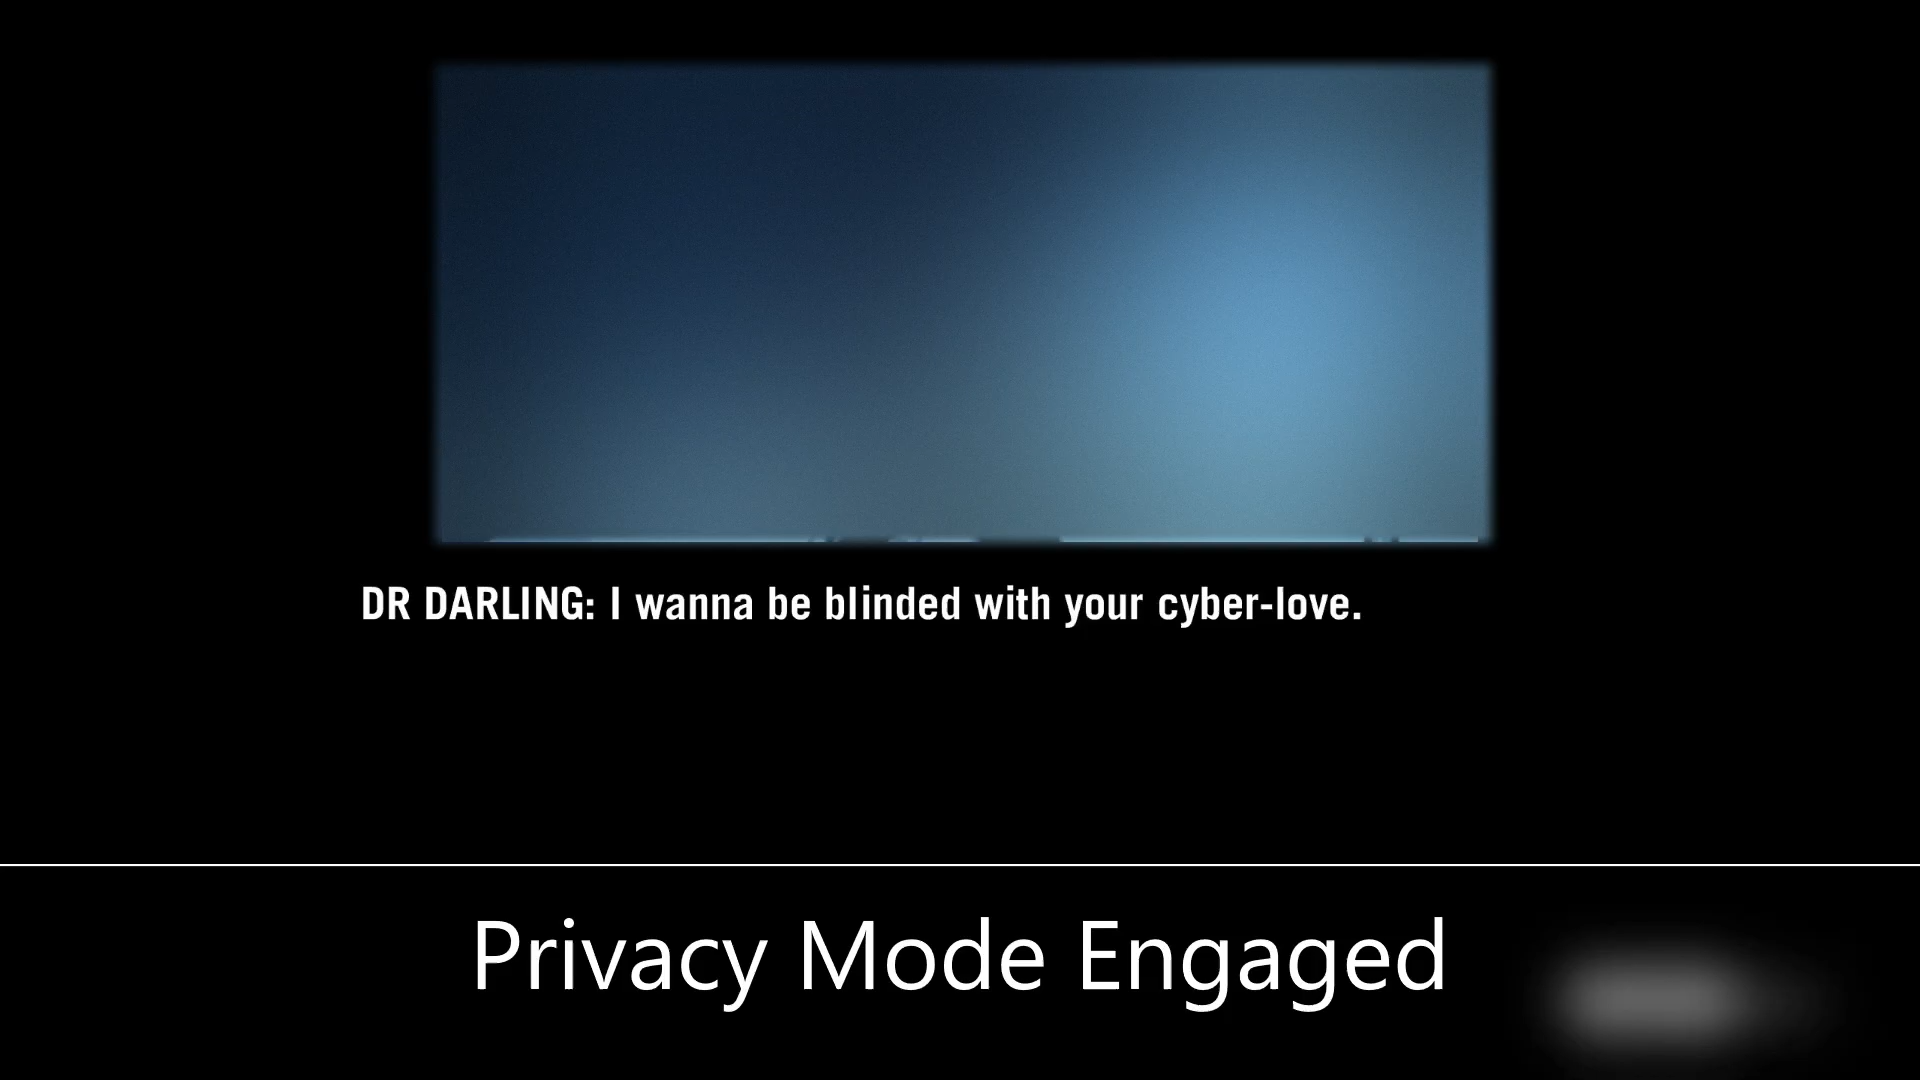 DR DARLING: I wanna be blinded with your cyber-love.
Privacy Mode Engaged